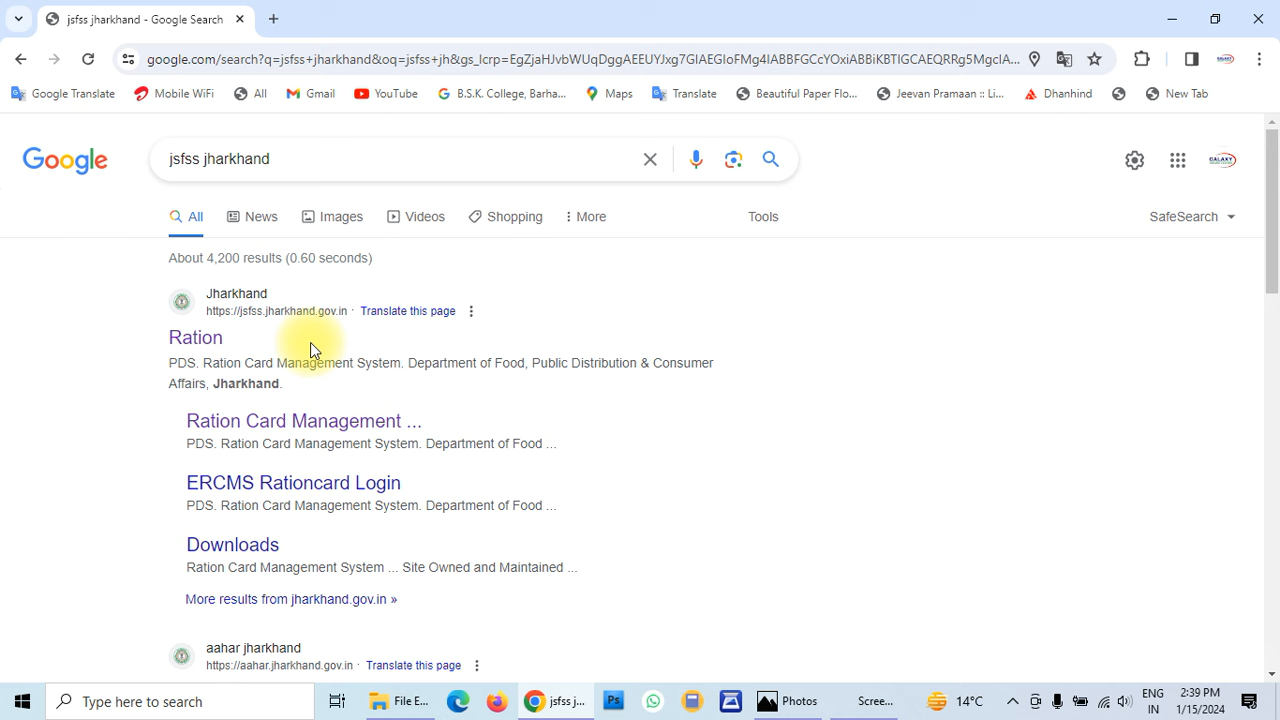 jsfss jharkhand - Google Search
google.com/search?q=jsfss+jharkhand&oq=jsfss+jh&gs_lcrp=EgZjaHJvbWUqDggAEEUYJxg7GIAEGIoFMg4IABBFGCcYOxiABBiKBTIGCAEQRRg5MgcIA...
Google Translate Mobile WiFi All Gmail YouTube B.S.K. College, Barha... Maps Translate Beautiful Paper Flo... Jeevan Pramaan :: Li... Dhanhind New Tab
Google jsfss jharkhand GALAXY
All News Images Videos Shopping More Tools SafeSearch
About 4,200 results (0.60 seconds)
Jharkhand
https://jsfss.jharkhand.gov.in · Translate this page
Ration
PDS. Ration Card Management System. Department of Food, Public Distribution & Consumer
Affairs, Jharkhand.
Ration Card Management ...
PDS. Ration Card Management System. Department of Food ...
ERCMS Rationcard Login
PDS. Ration Card Management System. Department of Food ...
Downloads
Ration Card Management System ... Site Owned and Maintained ...
More results from jharkhand.gov.in »
aahar jharkhand
https://aahar.jharkhand.gov.in · Translate this page
Type here to search File E... jsfss j... Ps Photos Scree... 14°C ENG 2:39 PM
IN 1/15/2024